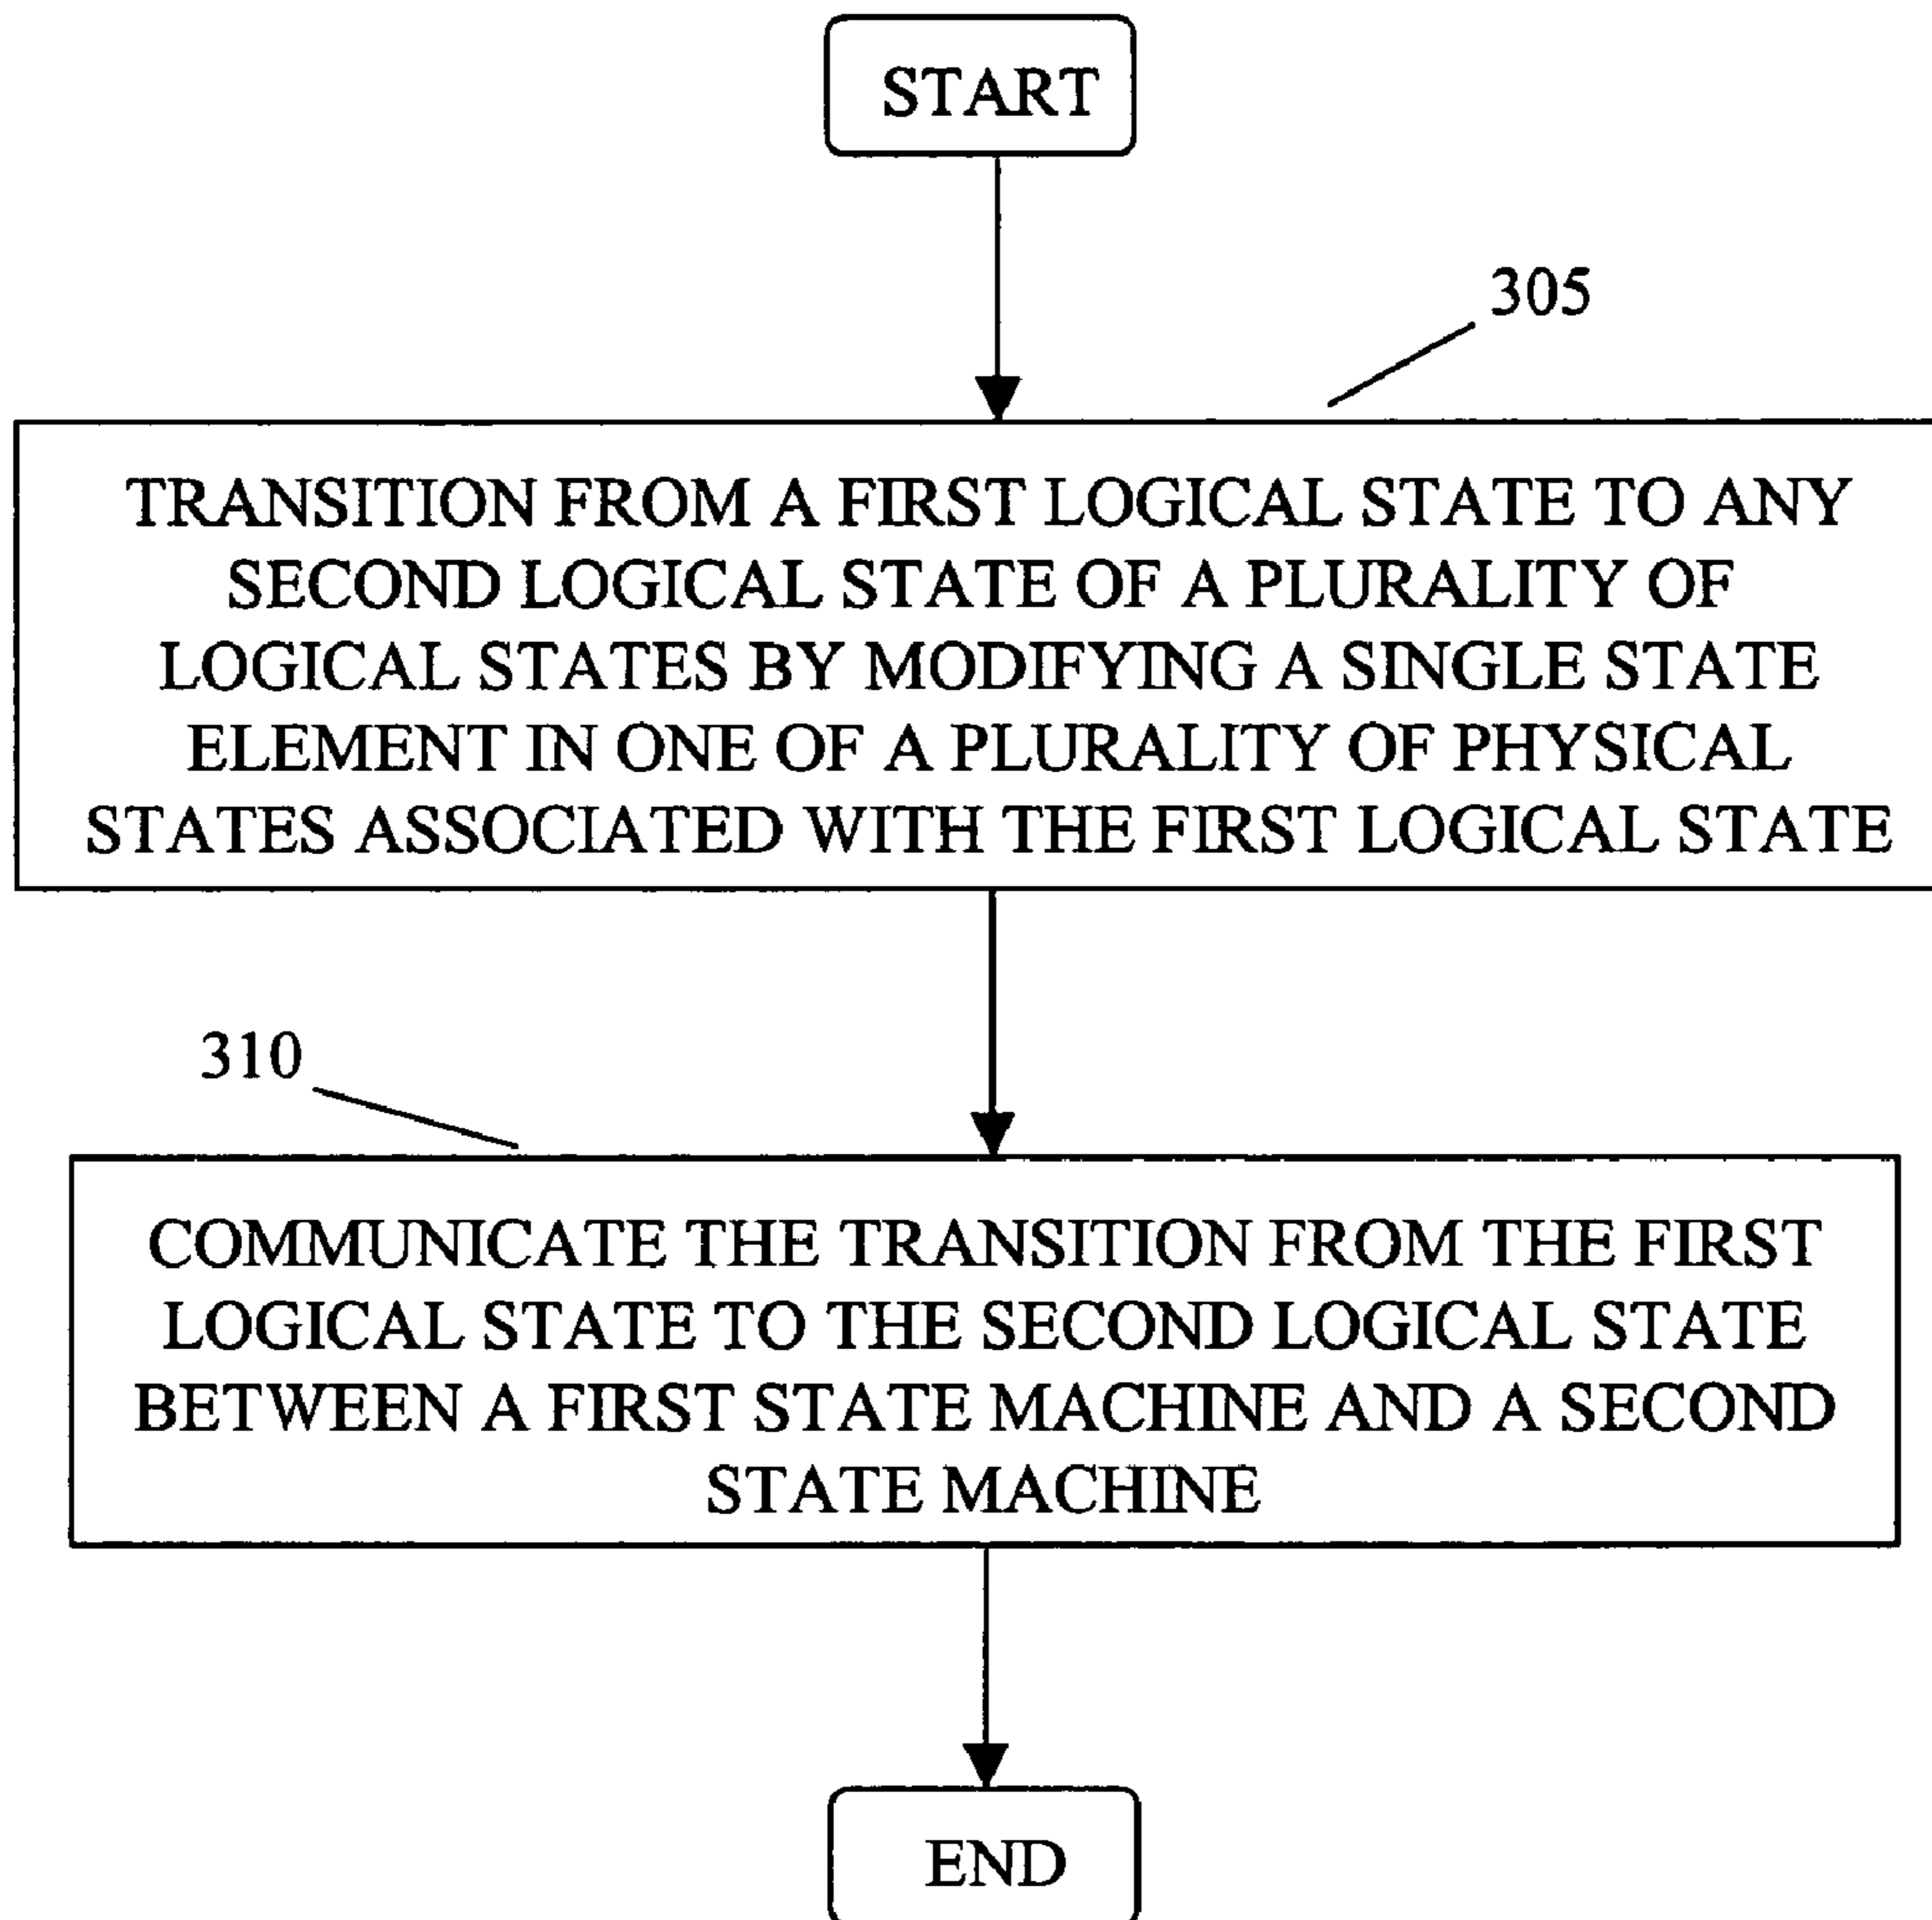 START
305
TRANSITION FROM A FIRST LOGICAL STATE TO ANY
SECOND LOGICAL STATE OF A PLURALITY OF
LOGICAL STATES BY MODIFYING A SINGLE STATE
ELEMENT IN ONE OF A PLURALITY OF PHYSICAL
STATES ASSOCIATED WITH THE FIRST LOGICAL STATE
310
COMMUNICATE THE TRANSITION FROM THE FIRST
LOGICAL STATE TO THE SECOND LOGICAL STATE
BETWEEN A FIRST STATE MACHINE AND A SECOND
STATE MACHINE
END